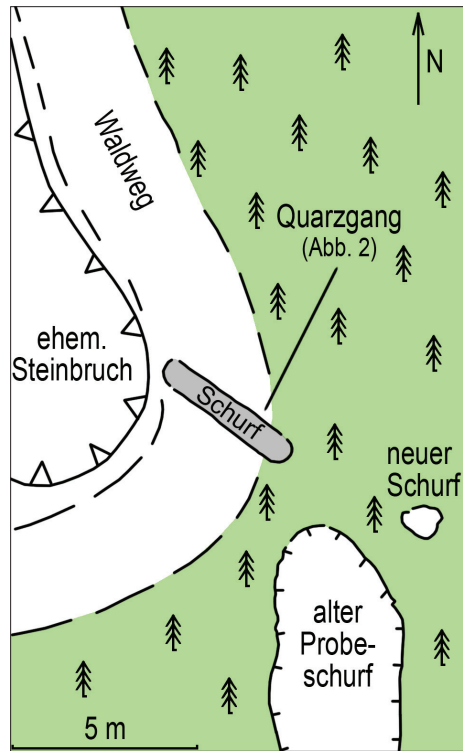 N
Waldweg
Quarzgang
(Abb. 2)
ehem.
Steinbruch
Schurf
neuer
Schurf
alter
Probe-
schurf
5 m